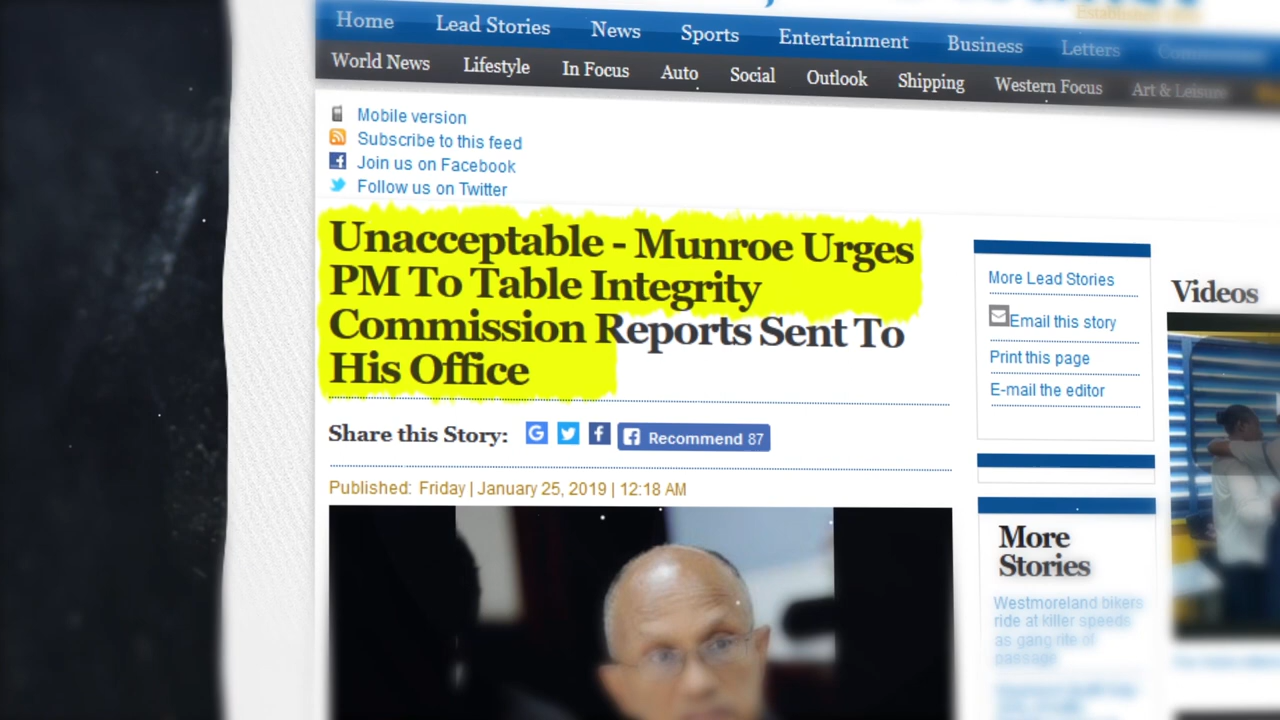 Home Lead Stories News Sports Entertainment Business Letters
World News Lifestyle In Focus Auto Social Outlook Shipping Western Focus Art & Leisure
Mobile version
Subscribe to this feed
Join us on Facebook
Follow us on Twitter
Unacceptable - Munroe Urges
PM To Table Integrity
Commission Reports Sent To
His Office
Share this Story: Recommend 87
Published: Friday | January 25, 2019 | 12:18 AM
More Lead Stories
Email this story
Print this page
E-mail the editor
More
Stories
Westmoreland bikers
ride at killer speeds
as gang rite of
passage
Videos